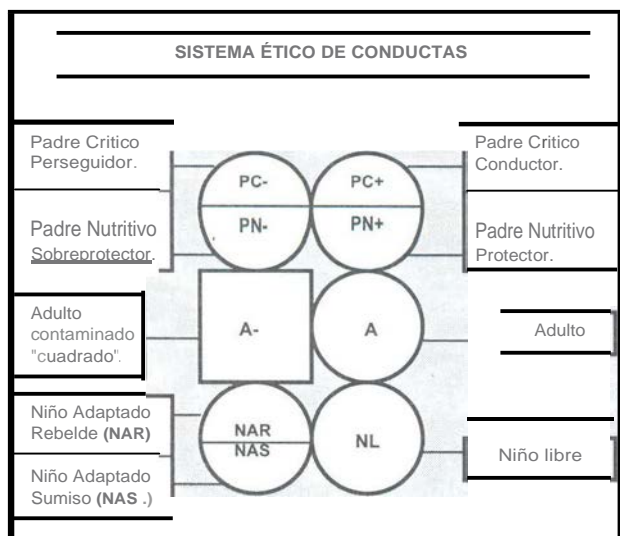 SISTEMA ÉTICO DE CONDUCTAS
Padre Critico
Perseguidor.
Padre Nutritivo
Sobreprotector.
Adulto
contaminado
"cuadrado".
Niño Adaptado
Rebelde (NAR)
Niño Adaptado
Sumiso (NAS .)
PC-
PC+
PN-
PN+
A-
A
NAR
NAS
NL
Padre Critico
Conductor.
Padre Nutritivo
Protector.
Adulto
Niño libre